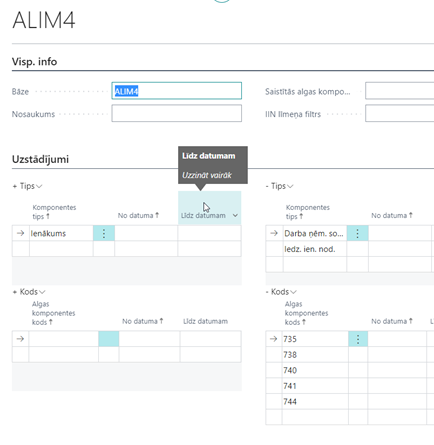 ALIM4
Visp. info
Bāze ALIM4 Saistītās algas kompo...
Nosaukums IIN līmeņa filtrs
Uzstādījumi
Līdz datumam
Uzzināt vairāk
+ Tips - Tips
Komponentes tips ↑ No datuma ↑ Līdz datumam Komponentes tips ↑ No datuma ↑
→ Ienākums → Darba ņēm. so...
Iedz. ien. nod.
+ Kods - Kods
Algas komponentes kods ↑ No datuma ↑ Līdz datumam Algas komponentes kods ↑ No datuma ↑ L
→ → 735
738
740
741
744